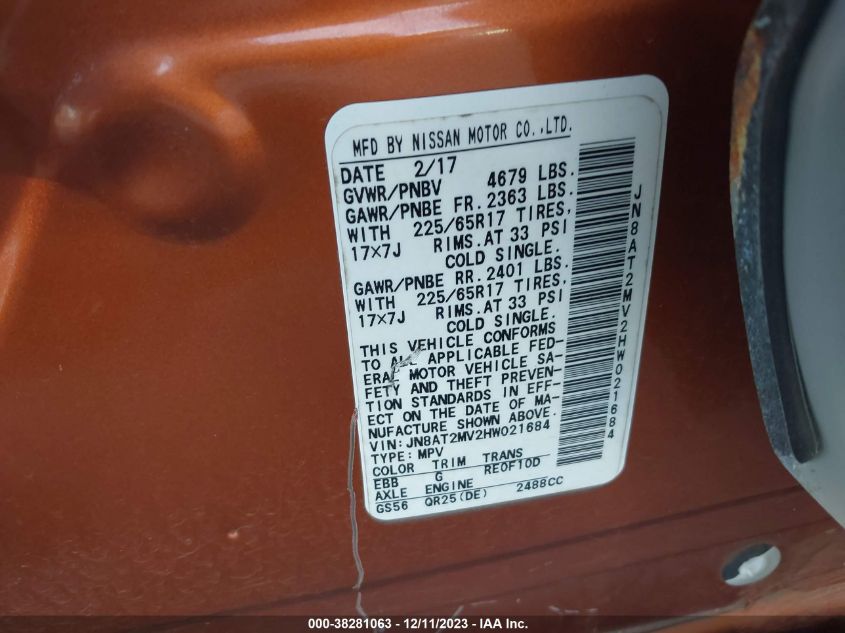 MFD BY NISSAN MOTOR CO.,LTD.
DATE 2/17
GVWR/PNBV 4679 LBS.
GAWR/PNBE FR. 2363 LBS.
WITH 225/65R17 TIRES,
17×7J RIMS.AT 33 PSI
COLD SINGLE.
GAWR/PNBE RR. 2401 LBS.
WITH 225/65R17 TIRES,
17×7J RIMS.AT 33 PSI
COLD SINGLE.
THIS VEHICLE CONFORMS
TO ALL APPLICABLE FED-
ERAL MOTOR VEHICLE SA-
FETY AND THEFT PREVEN-
TION STANDARDS IN EFF-
ECT ON THE DATE OF MA-
NUFACTURE SHOWN ABOVE.
VIN: JN8AT2MV2HW021684
TYPE: MPV
COLOR TRIM TRANS
EBB G RE0F10D
AXLE ENGINE
GS56 QR25(DE) 2488CC
JN8AT2MV2HW021684
000-38281063 - 12/11/2023 - IAA Inc.